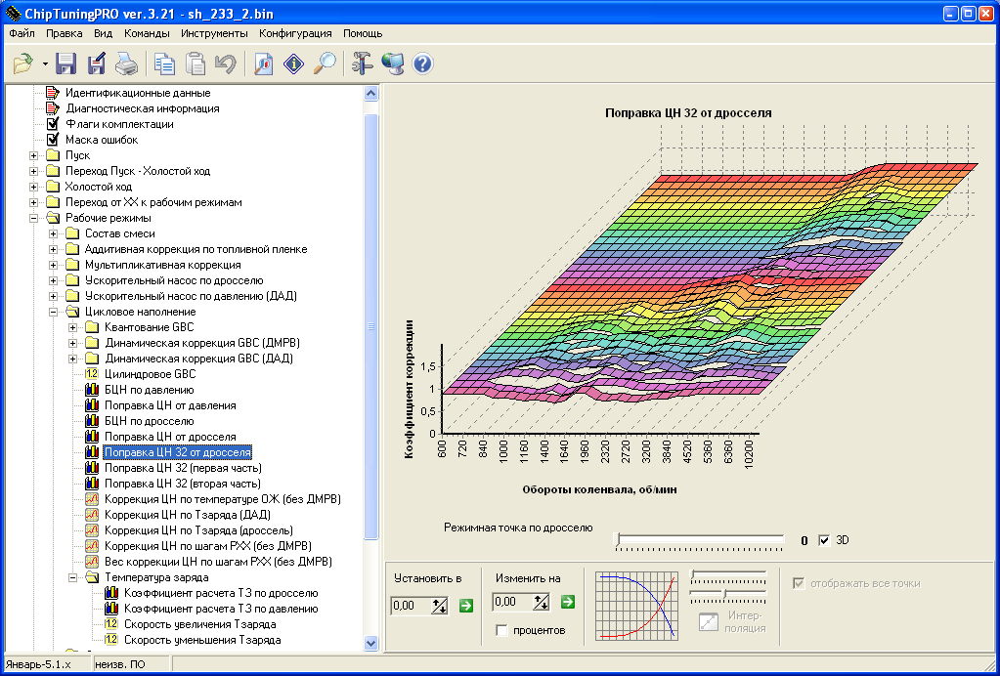 ChipTuningPRO ver.3.21 - sh_233_2.bin
Файл Правка Вид Команды Инструменты Конфигурация Помощь
Идентификационные данные
Диагностическая информация
Флаги комплектации
Маска ошибок
Пуск
Переход Пуск - Холостой ход
Холостой ход
Переход от XX к рабочим режимам
Рабочие режимы
Состав смеси
Аддитивная коррекция по топливной пленке
Мультипликативная коррекция
Ускорительный насос по дросселю
Ускорительный насос по давлению (ДАД)
Цикловое наполнение
Квантование GBC
Динамическая коррекция GBC (ДМРВ)
Динамическая коррекция GBC (ДАД)
1.2 Цилиндровое GBC
БЦН по давлению
Поправка ЦН от давления
БЦН по дросселю
Поправка ЦН от дросселя
Поправка ЦН 32 от дросселя
Поправка ЦН 32 (первая часть)
Поправка ЦН 32 (вторая часть)
Коррекция ЦН по температуре ОЖ (без ДМРВ)
Коррекция ЦН по Тзаряда (ДАД)
Коррекция ЦН по Тзаряда (дроссель)
Коррекция ЦН по шагам РХХ (без ДМРВ)
Вес коррекции ЦН по шагам РХХ (без ДМРВ)
Температура заряда
Коэффициент расчета ТЗ по дросселю
Коэффициент расчета ТЗ по давлению
1.2 Скорость увеличения Тзаряда
1.2 Скорость уменьшения Тзаряда
Поправка ЦН 32 от дросселя
Коэффициент коррекции
1,5
1
0,5
0
600 720 840 1000 1160 1400 1640 1960 2320 2720 3200 3840 4520 5360 6360 10200
Обороты коленвала, об/мин
Режимная точка по дросселю
0
3D
Установить в
0,00
Изменить на
0,00
процентов
Интер-
поляция
отображать все точки
Январь-5.1.x
неизв. ПО